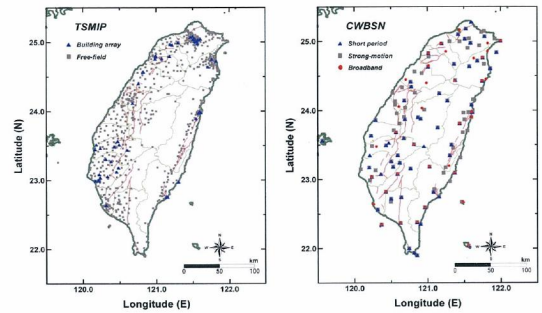 TSMIP
Building array
Free-field
25.0
24.0
23.0
22.0
Latitude (N)
120.0
121.0
122.0
Longitude (E)
W
E
S
km
0
50
100
CWBSN
Short period
Strong-motion
Broadband
25.0
24.0
23.0
22.0
Latitude (N)
120.0
121.0
122.0
Longitude (E)
W
E
S
km
0
50
100